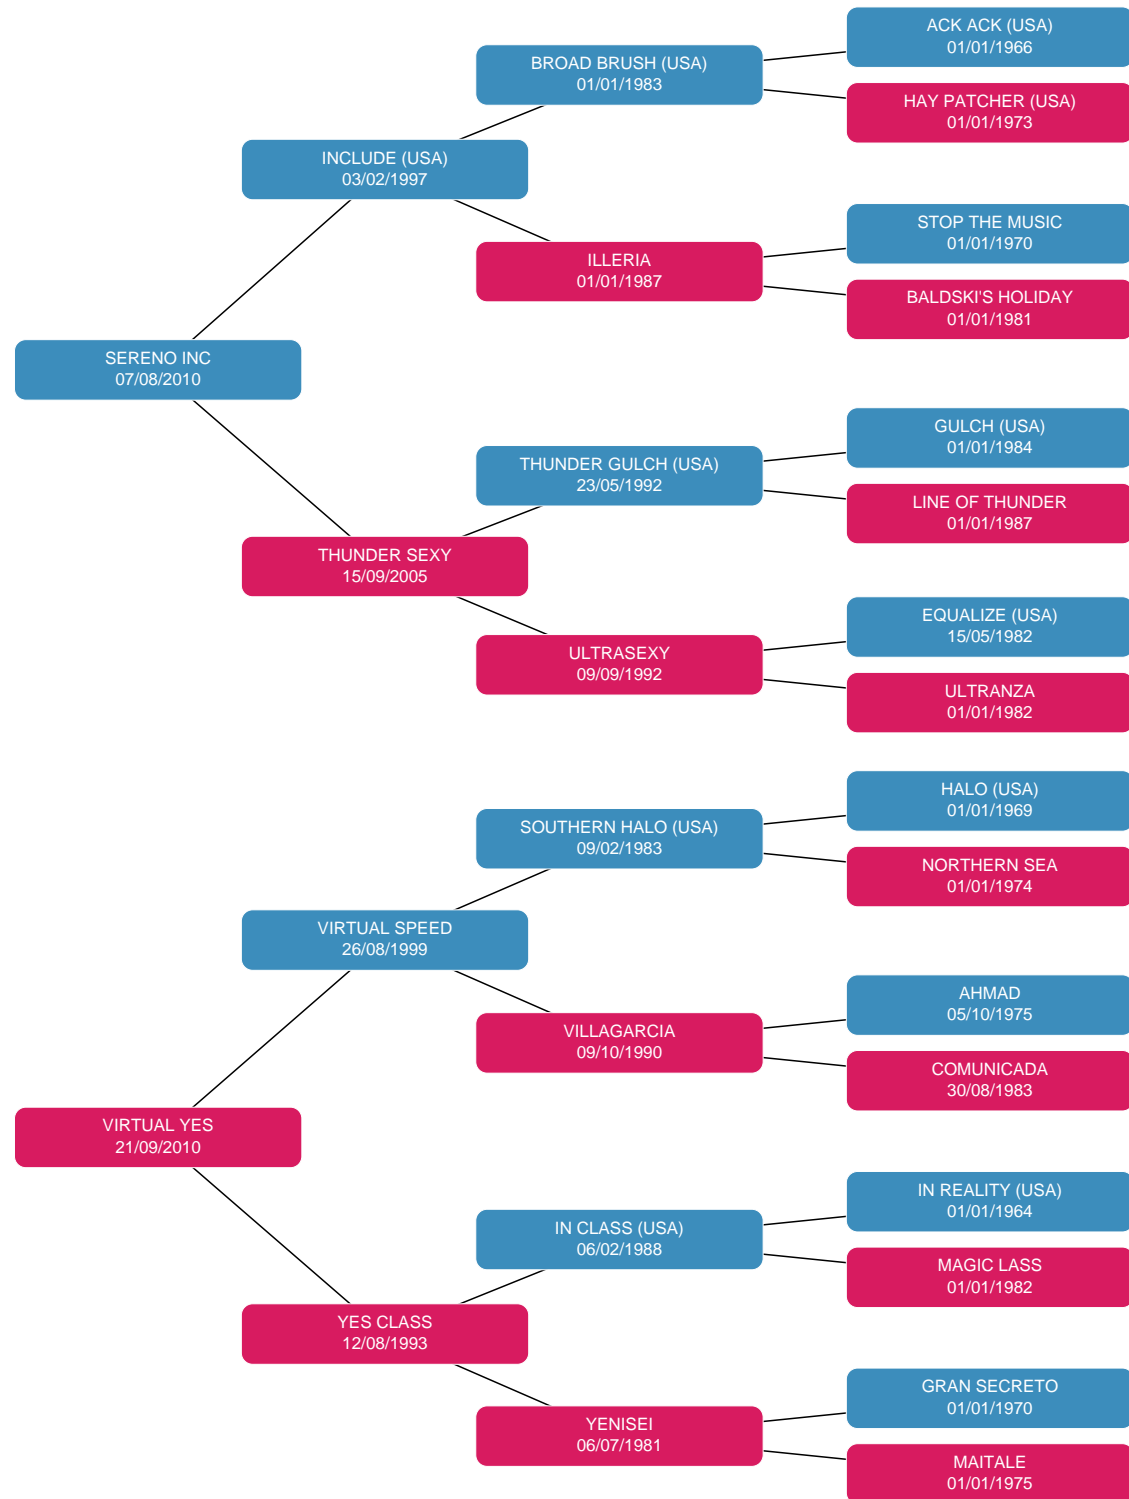 ACK ACK (USA)
01/01/1966
BROAD BRUSH (USA)
01/01/1983
HAY PATCHER (USA)
01/01/1973
INCLUDE (USA)
03/02/1997
STOP THE MUSIC
01/01/1970
ILLERIA
01/01/1987
BALDSKI'S HOLIDAY
01/01/1981
SERENO INC
07/08/2010
GULCH (USA)
01/01/1984
THUNDER GULCH (USA)
23/05/1992
LINE OF THUNDER
01/01/1987
THUNDER SEXY
15/09/2005
EQUALIZE (USA)
15/05/1982
ULTRASEXY
09/09/1992
ULTRANZA
01/01/1982
HALO (USA)
01/01/1969
SOUTHERN HALO (USA)
09/02/1983
NORTHERN SEA
01/01/1974
VIRTUAL SPEED
26/08/1999
AHMAD
05/10/1975
VILLAGARCIA
09/10/1990
COMUNICADA
30/08/1983
VIRTUAL YES
21/09/2010
IN REALITY (USA)
01/01/1964
IN CLASS (USA)
06/02/1988
MAGIC LASS
01/01/1982
YES CLASS
12/08/1993
GRAN SECRETO
01/01/1970
YENISEI
06/07/1981
MAITALE
01/01/1975